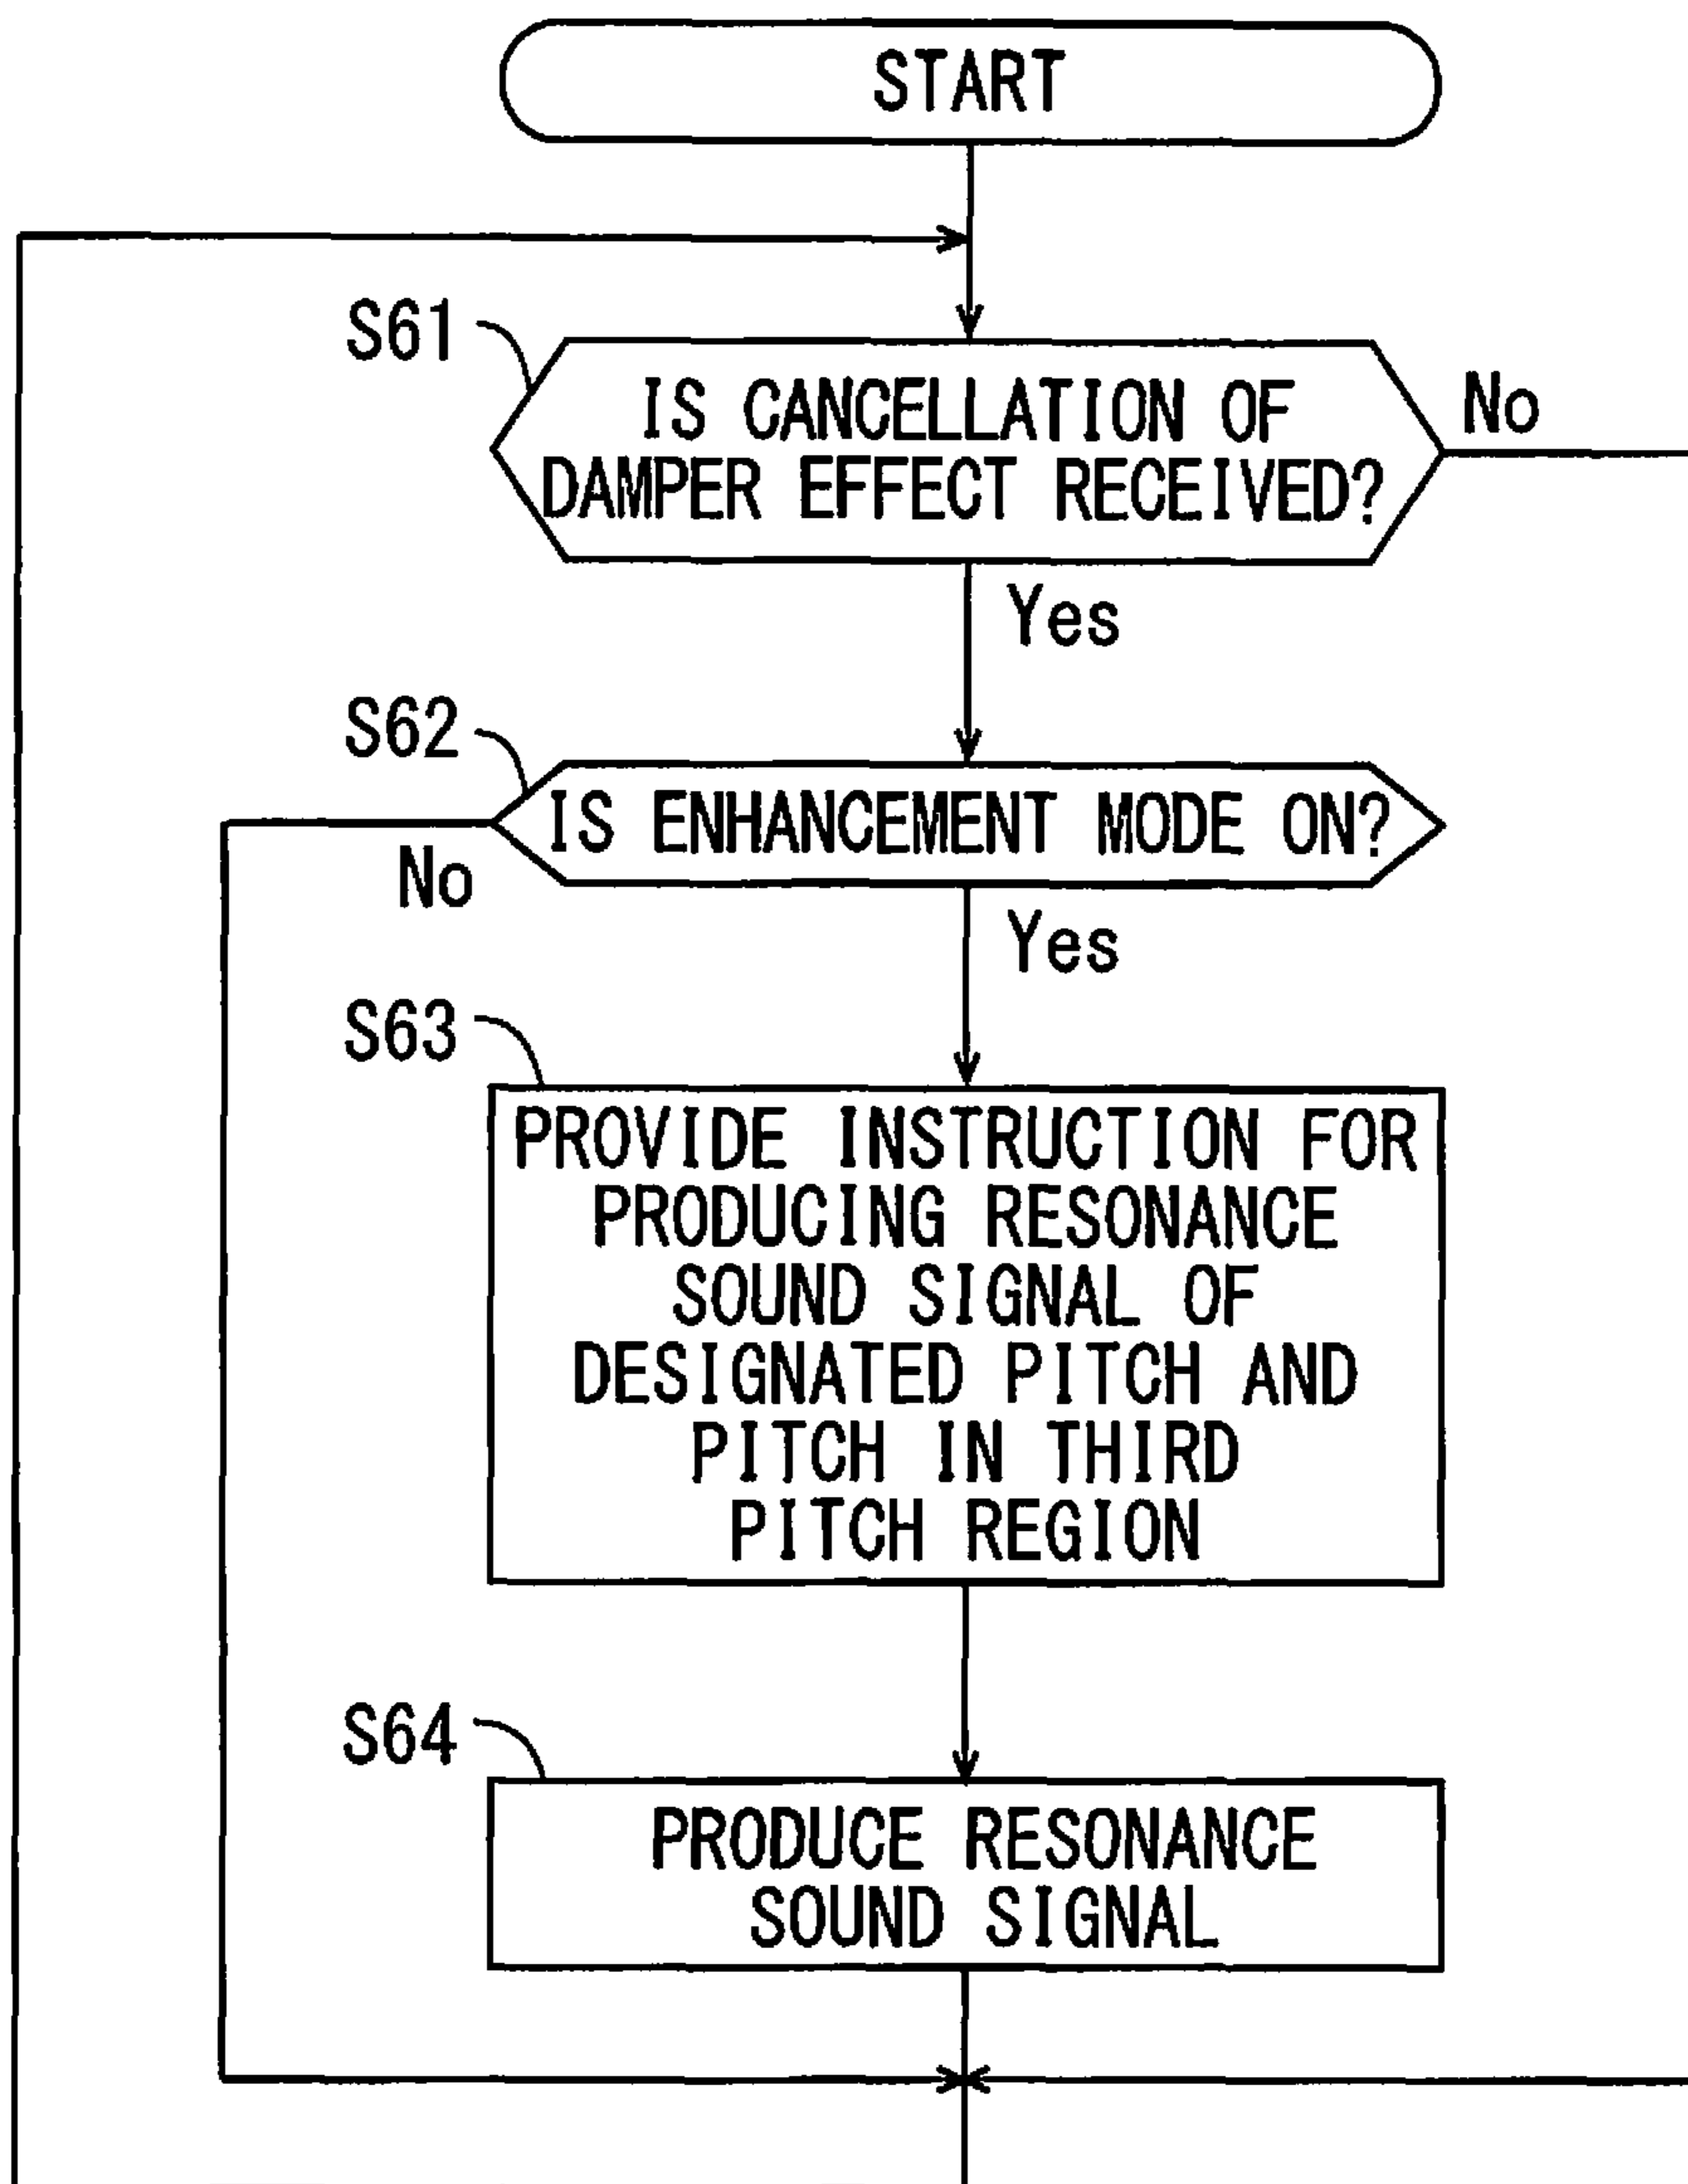 START
S61
IS CANCELLATION OF
DAMPER EFFECT RECEIVED?
No
Yes
S62
IS ENHANCEMENT MODE ON?
No
Yes
S63
PROVIDE INSTRUCTION FOR
PRODUCING RESONANCE
SOUND SIGNAL OF
DESIGNATED PITCH AND
PITCH IN THIRD
PITCH REGION
S64
PRODUCE RESONANCE
SOUND SIGNAL